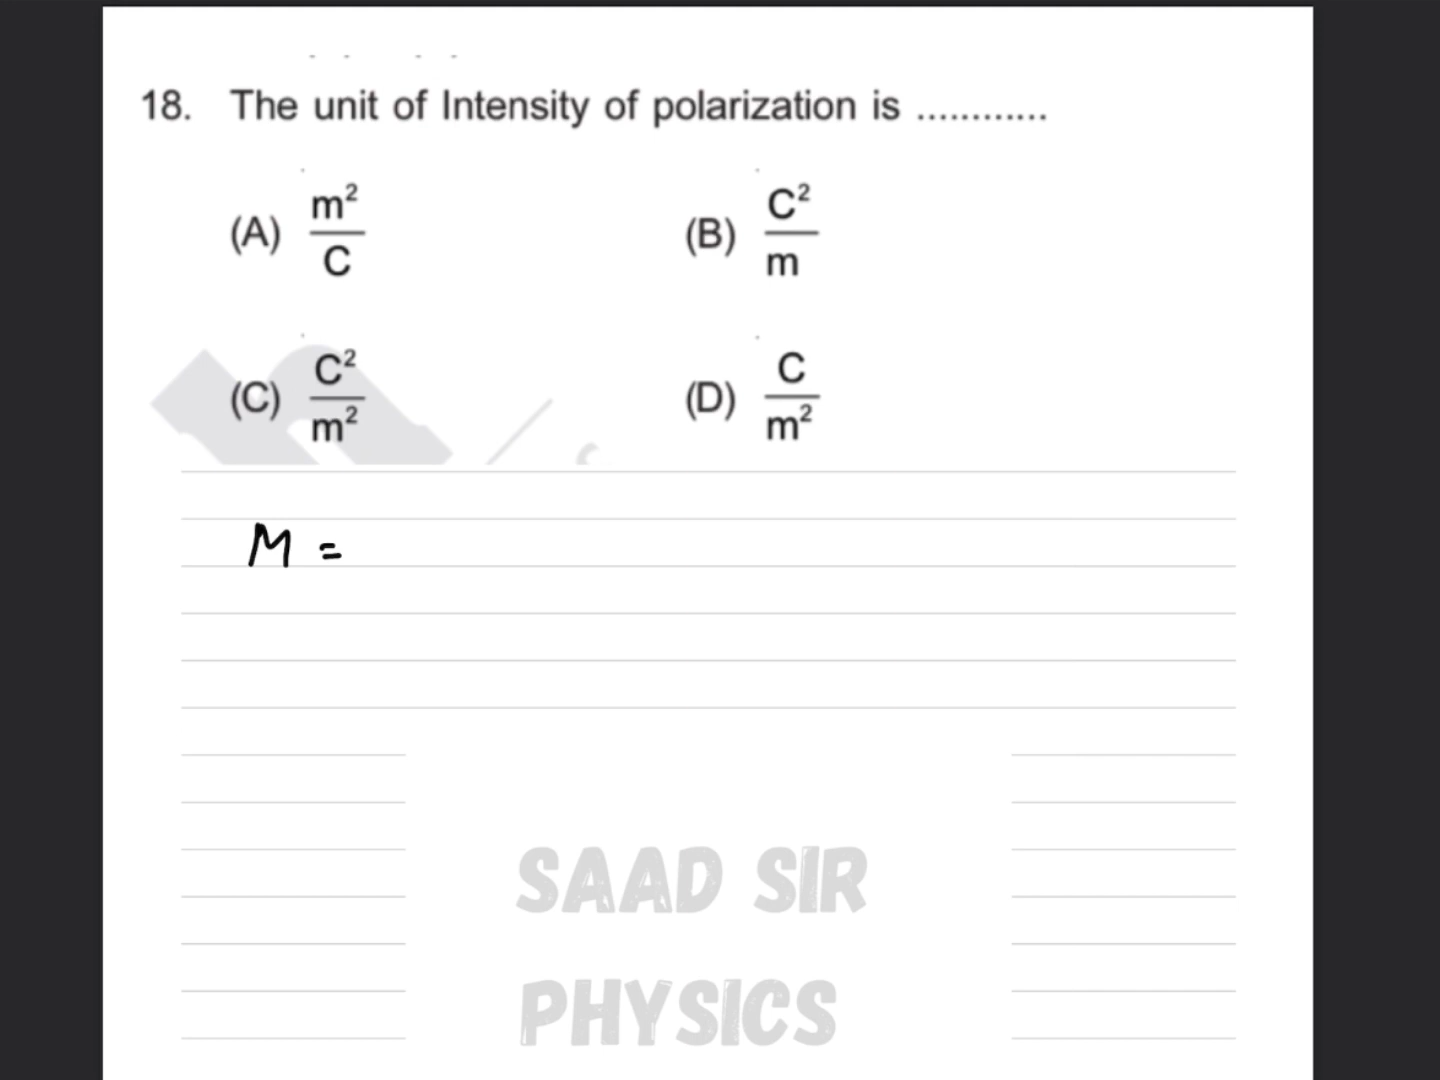 18. The unit of Intensity of polarization is ............
(A) m²/C
(B) C²/m
(C) C²/m²
(D) C/m²
M =
SAAD SIR
PHYSICS